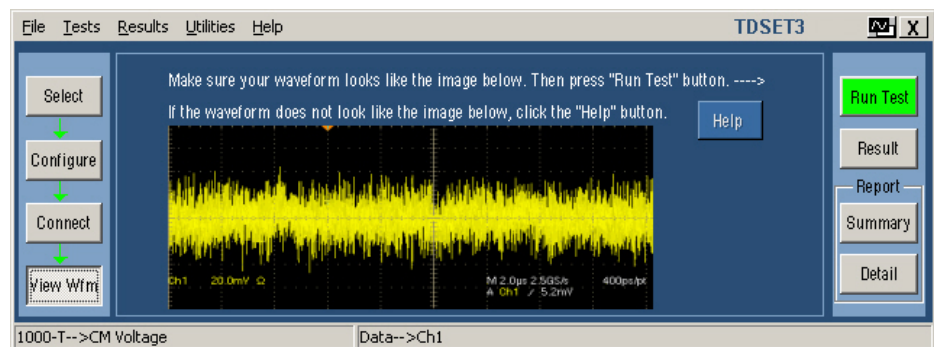 File Tests Results Utilities Help TDSET3 X
Make sure your waveform looks like the image below. Then press "Run Test" button. ---->
If the waveform does not look like the image below, click the "Help" button.
Help
Select
Configure
Connect
View Wfm
Ch1 20.0mV Ω
M 2.0µs 2.5GS/s 400ps/pt
A Ch1 / 5.2mV
Run Test
Result
Report
Summary
Detail
1000-T-->CM Voltage
Data-->Ch1